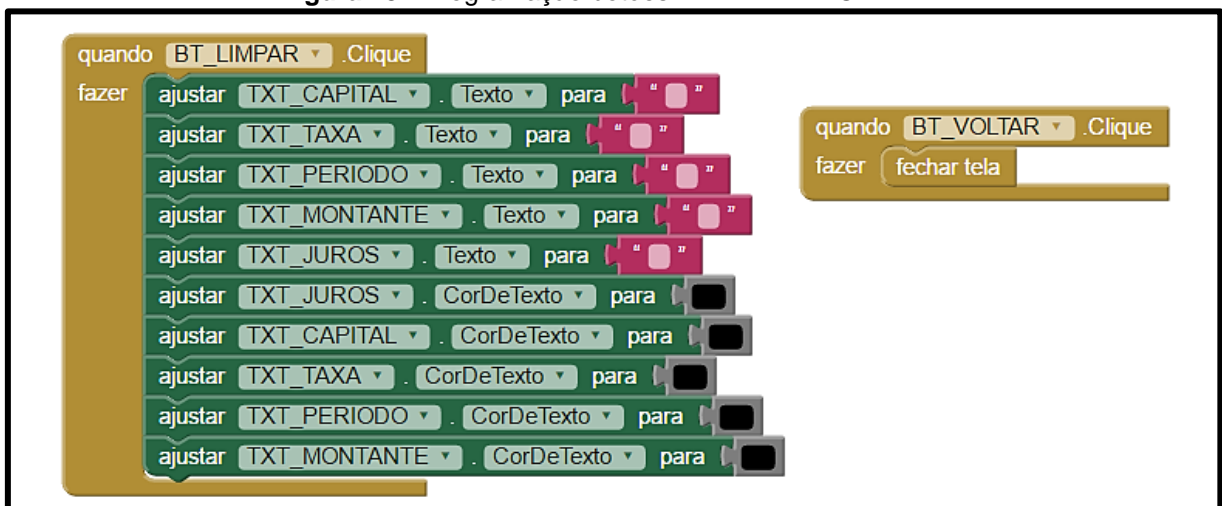 quando BT_LIMPAR .Clique
fazer ajustar TXT_CAPITAL . Texto para " "
ajustar TXT_TAXA . Texto para " "
ajustar TXT_PERIODO . Texto para " "
ajustar TXT_MONTANTE . Texto para " "
ajustar TXT_JUROS . Texto para " "
ajustar TXT_JUROS . CorDeTexto para
ajustar TXT_CAPITAL . CorDeTexto para
ajustar TXT_TAXA . CorDeTexto para
ajustar TXT_PERIODO . CorDeTexto para
ajustar TXT_MONTANTE . CorDeTexto para
quando BT_VOLTAR .Clique
fazer fechar tela